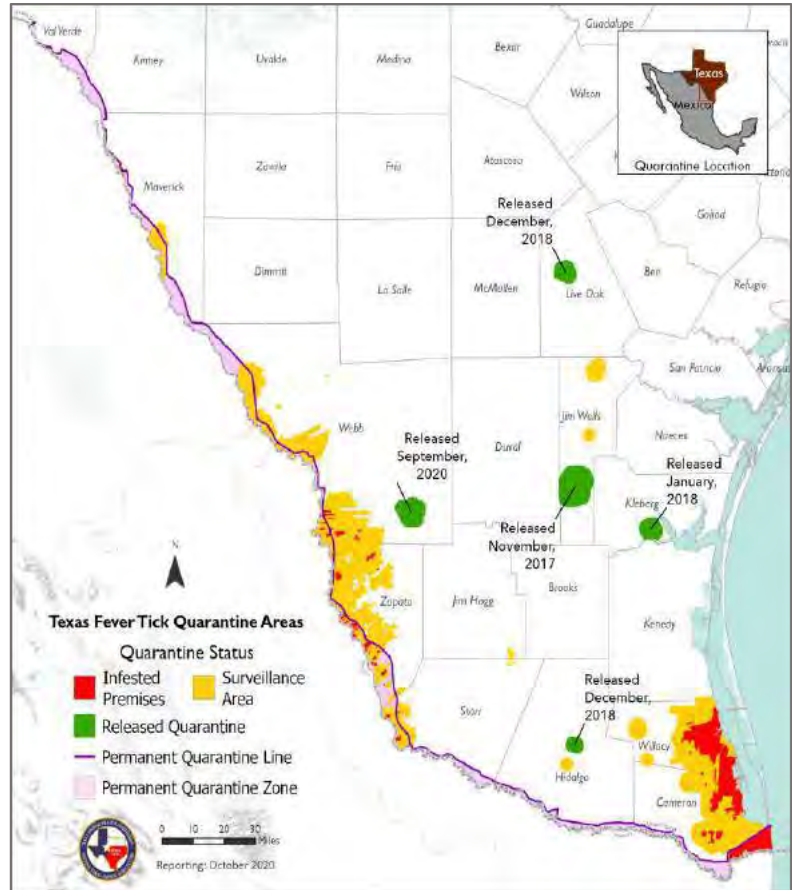 Val Verde
Kinney
Uvalde
Medina
Bexar
Guadalupe
Wilson
Texas
Mexico
Quarantine Location
Maverick
Zavala
Frio
Atascosa
Goliad
Released
December,
2018
Dimmit
La Salle
McMullen
Live Oak
Bee
Refugio
San Patricio
Aransas
Webb
Duval
Jim Wells
Nueces
Released
September,
2020
Released
January,
2018
Kleberg
Released
November,
2017
N
Zapata
Jim Hogg
Brooks
Kenedy
Texas Fever Tick Quarantine Areas
Quarantine Status
Infested
Premises
Surveillance
Area
Released Quarantine
Permanent Quarantine Line
Permanent Quarantine Zone
Starr
Released
December,
2018
Hidalgo
Willacy
Cameron
0 10 20 30
Miles
Reporting: October 2020